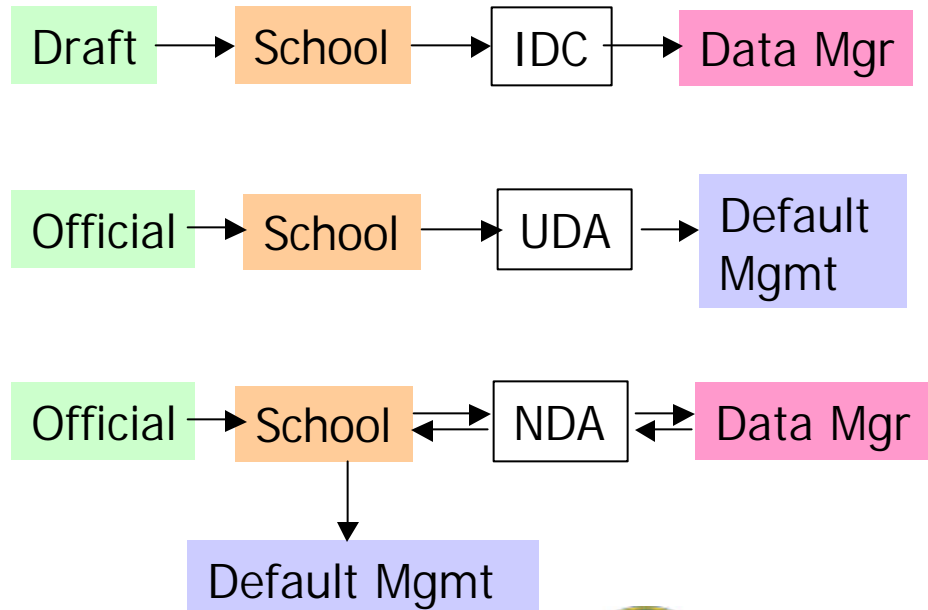 Draft School IDC Data Mgr
Official School UDA Default
Mgmt
Official School NDA Data Mgr
Default Mgmt